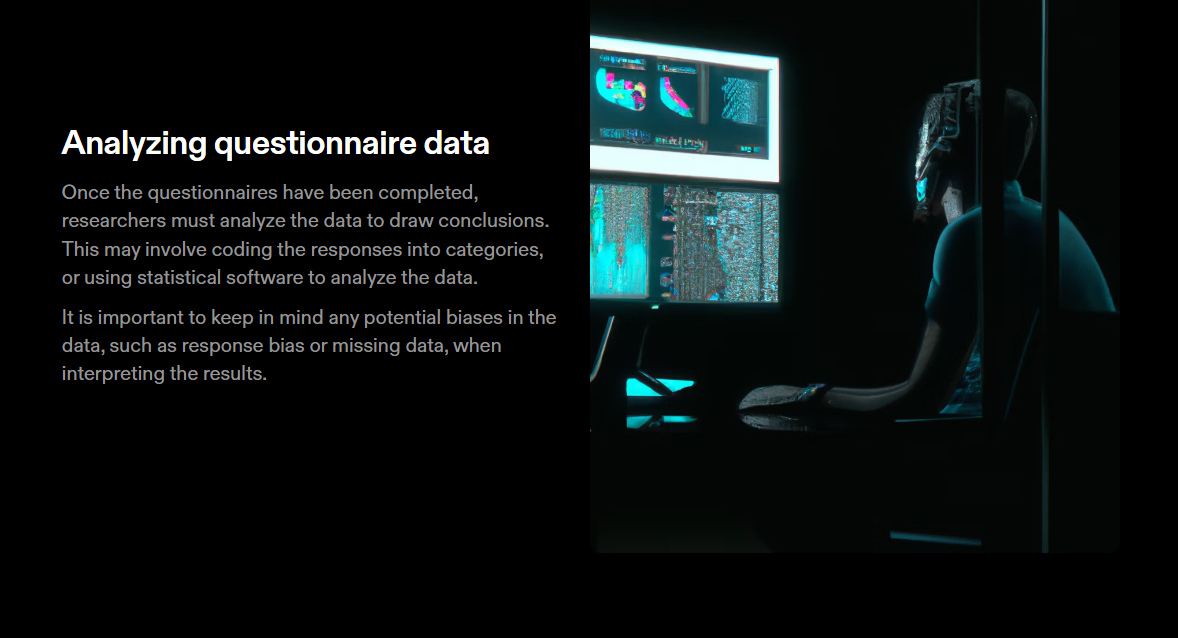 Analyzing questionnaire data
Once the questionnaires have been completed,
researchers must analyze the data to draw conclusions.
This may involve coding the responses into categories,
or using statistical software to analyze the data.
It is important to keep in mind any potential biases in the
data, such as response bias or missing data, when
interpreting the results.